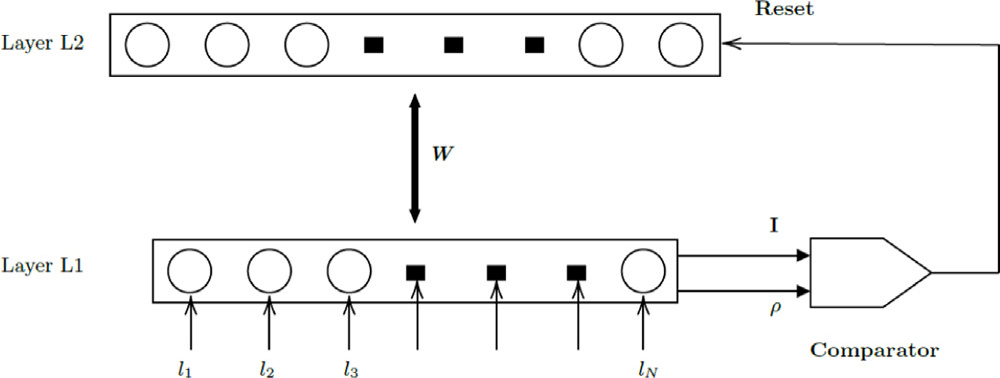 Reset
Layer L2
W
I
Layer L1
ρ
Comparator
l1 l2 l3 lN